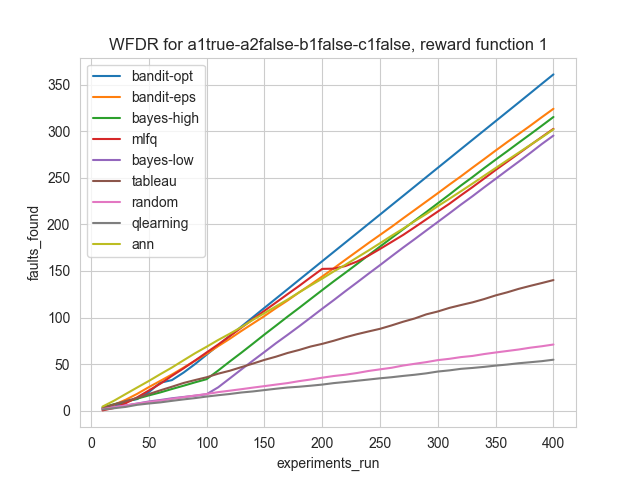 WFDR for a1true-a2false-b1false-c1false, reward function 1
bandit-opt
bandit-eps
bayes-high
mlfq
bayes-low
tableau
random
qlearning
ann
faults_found
350
300
250
200
150
100
50
0
0 50 100 150 200 250 300 350 400
experiments_run